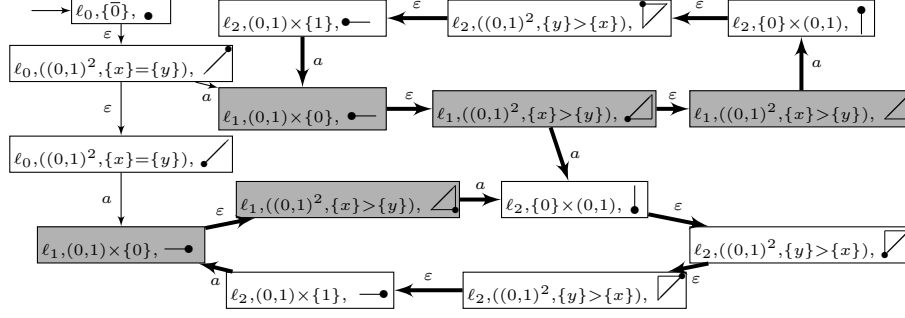 ℓ₀,{0̅},
ℓ₂,(0,1)×{1},
ε
ℓ₂,((0,1)²,{y}>{x}),
ε
ℓ₂,{0}×(0,1),
ε
ℓ₀,((0,1)²,{x}={y}),
a
a
a
ℓ₁,(0,1)×{0},
ε
ℓ₁,((0,1)²,{x}>{y}),
ε
ℓ₁,((0,1)²,{x}>{y}),
ε
ℓ₀,((0,1)²,{x}={y}),
a
a
ℓ₁,((0,1)²,{x}>{y}),
a
ℓ₂,{0}×(0,1),
ε
ε
ℓ₁,(0,1)×{0},
ℓ₂,((0,1)²,{y}>{x}),
a
ℓ₂,(0,1)×{1},
ε
ℓ₂,((0,1)²,{y}>{x}),
ε